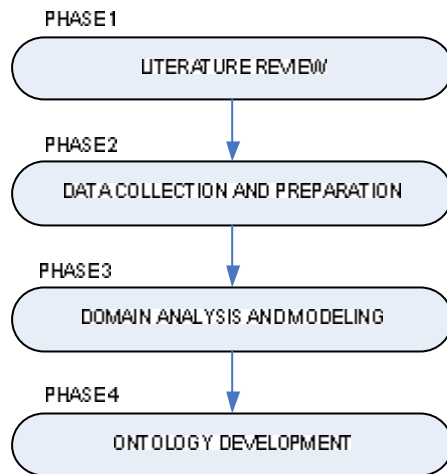 PHASE1
LITERATURE REVIEW
PHASE2
DATA COLLECTION AND PREPARATION
PHASE3
DOMAIN ANALYSIS AND MODELING
PHASE4
ONTOLOGY DEVELOPMENT